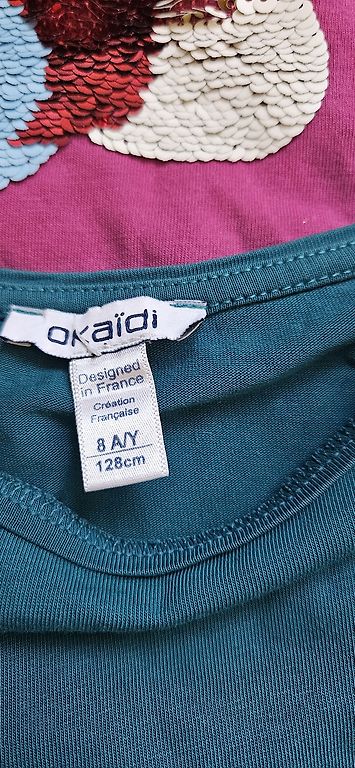 okaïdi
Designed
in France
Création
Française
8 A/Y
128cm